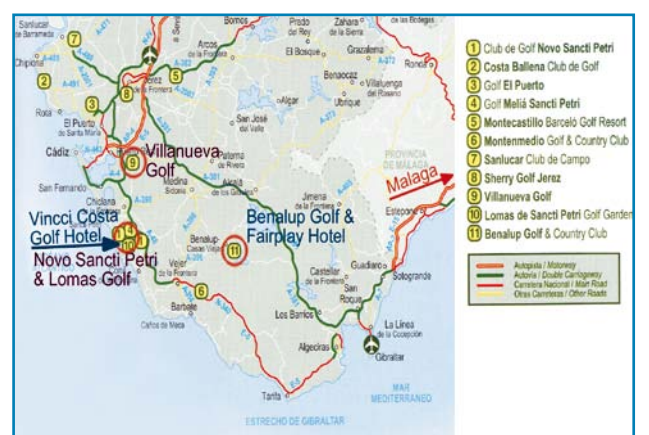 Sanlucar
de Barrameda
Chipiona
Rota
El Puerto
de Santa María
Cádiz
San Fernando
Chiclana
Jerez
de la Frontera
Arcos
de la Frontera
Bornos
Prado
del Rey
Zahara
de la Sierra
El Bosque
Grazalema
Ronda
Benaocaz
Villaluenga
del Rosario
Ubrique
Algar
San José
del Valle
Paterna
de Rivera
Medina
Sidonia
Alcalá
de los Gazules
PROVINCIA
DE MÁLAGA
Jimena
de la Frontera
Estepona
Malaga
Villanueva
Golf
Vincci Costa
Golf Hotel
Novo Sancti Petri
& Lomas Golf
Benalup Golf &
Fairplay Hotel
Benalup-
Casas Viejas
Vejer
de la Frontera
Barbate
Caños de Meca
Castellar
de la Frontera
Guadiaro
Sotogrande
San
Roque
Los Barrios
La Línea
de la Concepción
Gibraltar
Algeciras
Tarifa
MAR
MEDITERRANEO
ESTRECHO DE GIBRALTAR
1 Club de Golf Novo Sancti Petri
2 Costa Ballena Club de Golf
3 Golf El Puerto
4 Golf Meliá Sancti Petri
5 Montecastillo Barceló Golf Resort
6 Montenmedio Golf & Country Club
7 Sanlucar Club de Campo
8 Sherry Golf Jerez
9 Villanueva Golf
10 Lomas de Sancti Petri Golf Garden
11 Benalup Golf & Country Club
Autopista / Motorway
Autovía / Double Carriageway
Carretera Nacional / Main Road
Otras Carreteras / Other Roads